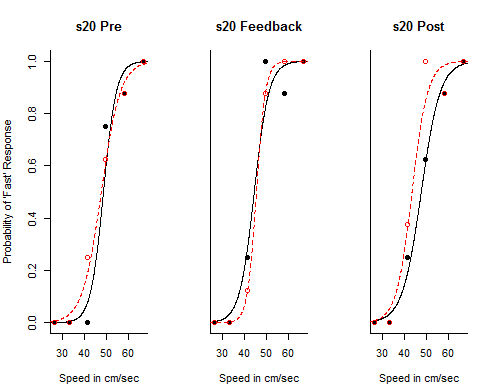 s20 Pre
s20 Feedback
s20 Post
Probability of 'Fast' Response
0.0
0.2
0.4
0.6
0.8
1.0
30 40 50 60
30 40 50 60
30 40 50 60
Speed in cm/sec
Speed in cm/sec
Speed in cm/sec